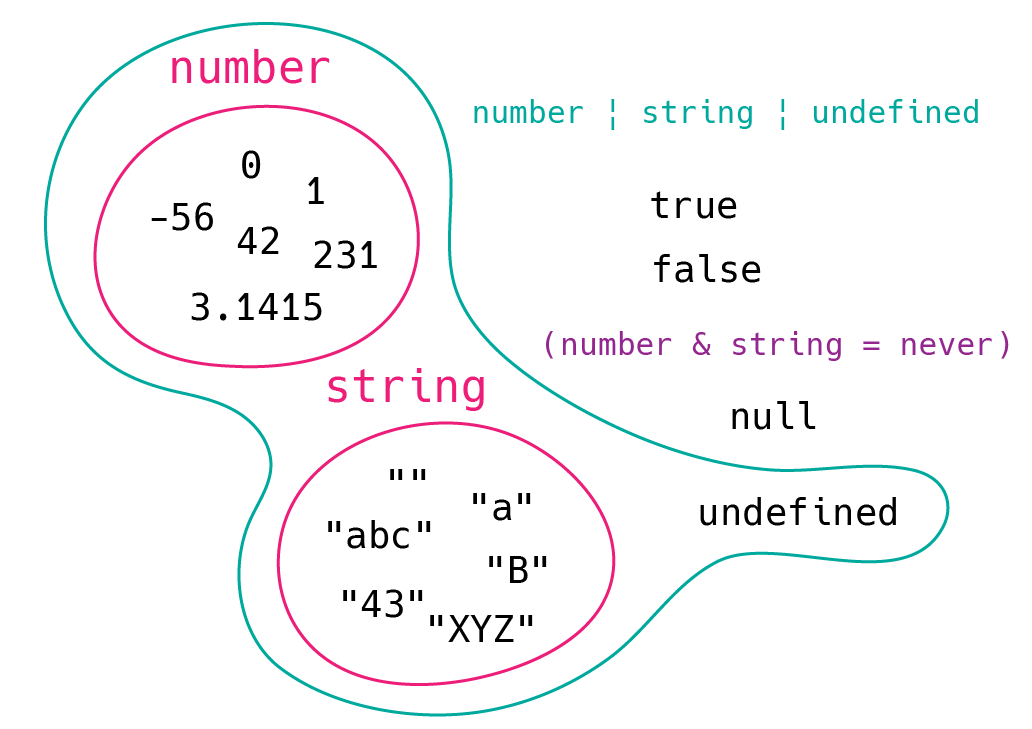 number
number ¦ string ¦ undefined
0
1
-56
42
231
3.1415
true
false
(number & string = never)
string
null
""
"a"
"abc"
"B"
"43"
"XYZ"
undefined